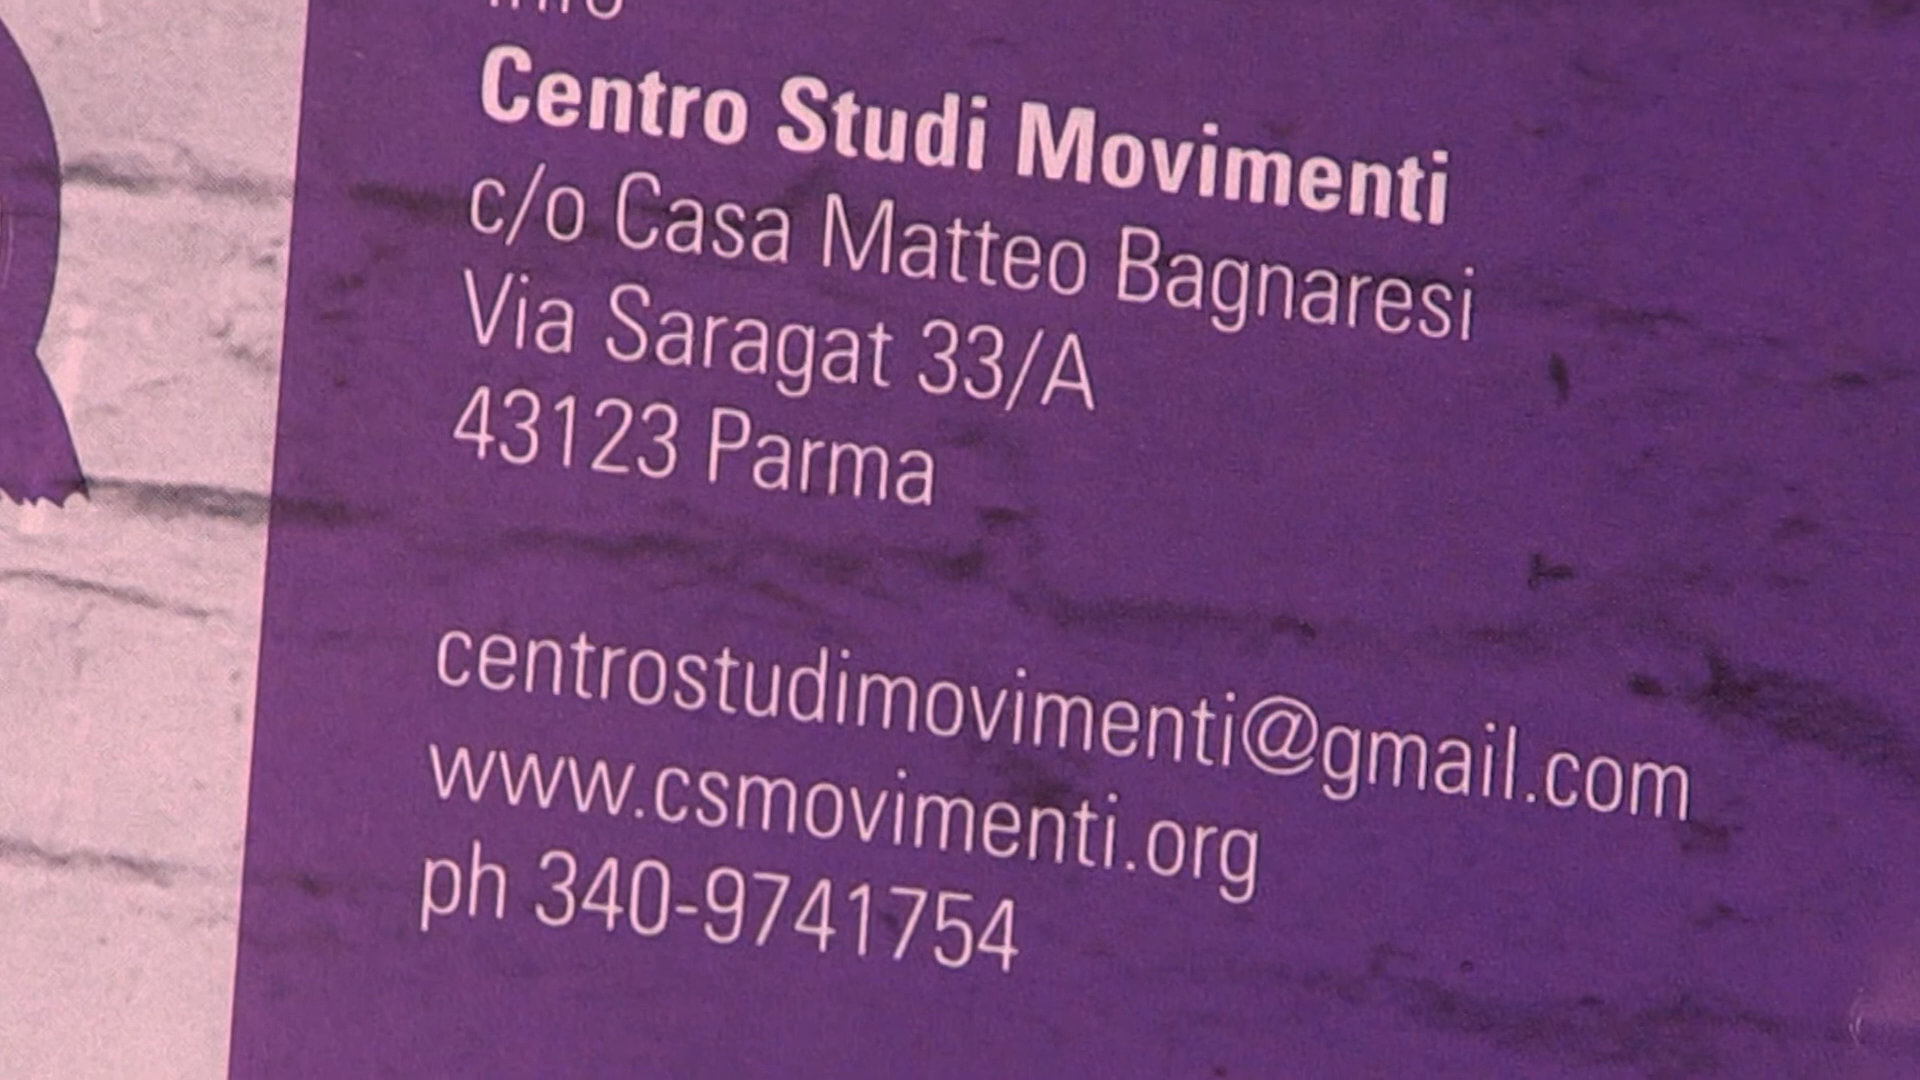 info
Centro Studi Movimenti
c/o Casa Matteo Bagnaresi
Via Saragat 33/A
43123 Parma
centrostudimovimenti@gmail.com
www.csmovimenti.org
ph 340-9741754